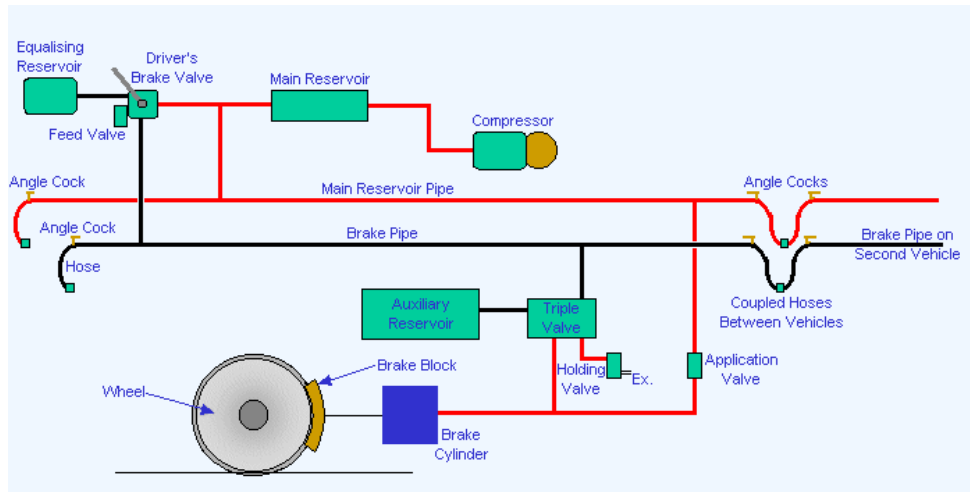 Equalising
Reservoir
Driver's
Brake Valve
Main Reservoir
Feed Valve
Compressor
Angle Cock
Main Reservoir Pipe
Angle Cocks
Angle Cock
Brake Pipe
Brake Pipe on
Second Vehicle
Hose
Auxiliary
Reservoir
Triple
Valve
Coupled Hoses
Between Vehicles
Brake Block
Holding
Valve
Ex.
Application
Valve
Wheel
Brake
Cylinder